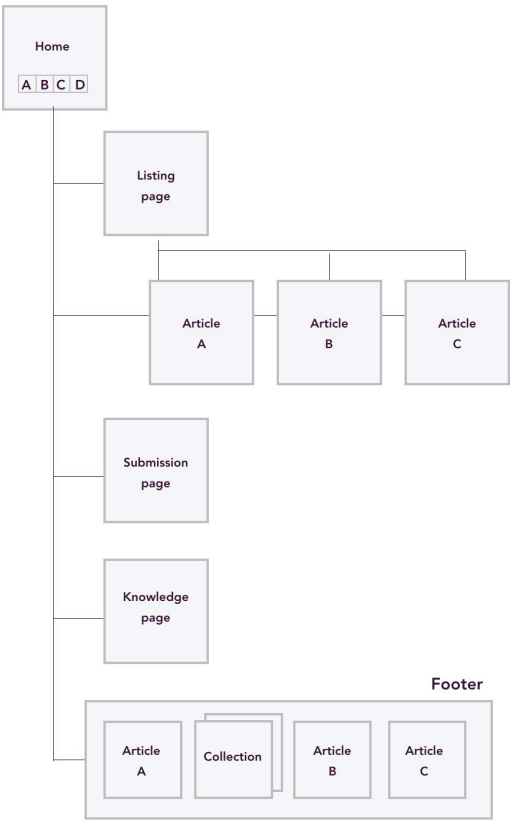 Home
A B C D
Listing
page
Article
A
Article
B
Article
C
Submission
page
Knowledge
page
Footer
Article
A
Collection
Article
B
Article
C